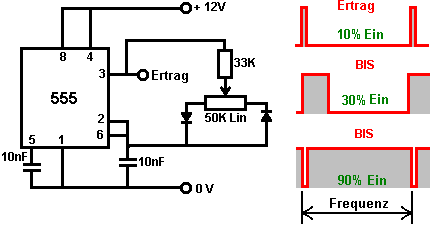 + 12V
8
4
3
33K
Ertrag
555
2
6
50K Lin
5
1
10nF
10nF
0 V
Ertrag
10% Ein
BIS
30% Ein
BIS
90% Ein
Frequenz